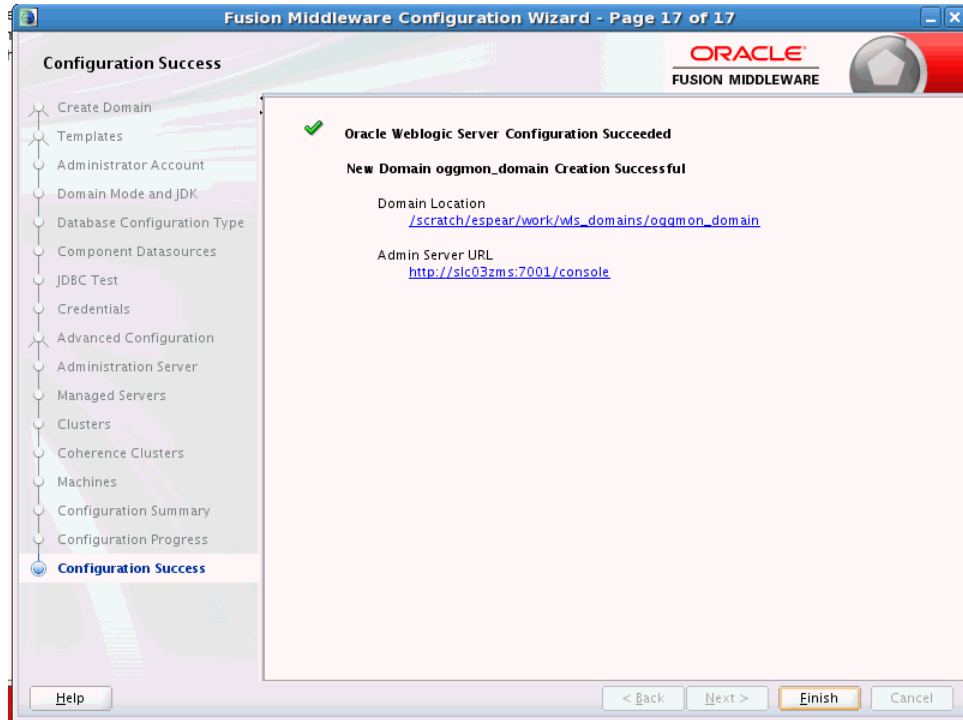 Fusion Middleware Configuration Wizard - Page 17 of 17
Configuration Success
ORACLE
FUSION MIDDLEWARE
Create Domain
Templates
Administrator Account
Domain Mode and JDK
Database Configuration Type
Component Datasources
JDBC Test
Credentials
Advanced Configuration
Administration Server
Managed Servers
Clusters
Coherence Clusters
Machines
Configuration Summary
Configuration Progress
Configuration Success
Oracle Weblogic Server Configuration Succeeded
New Domain oggmon_domain Creation Successful
Domain Location
/scratch/espear/work/wls_domains/oggmon_domain
Admin Server URL
http://slc03zms:7001/console
Help
< Back
Next >
Finish
Cancel